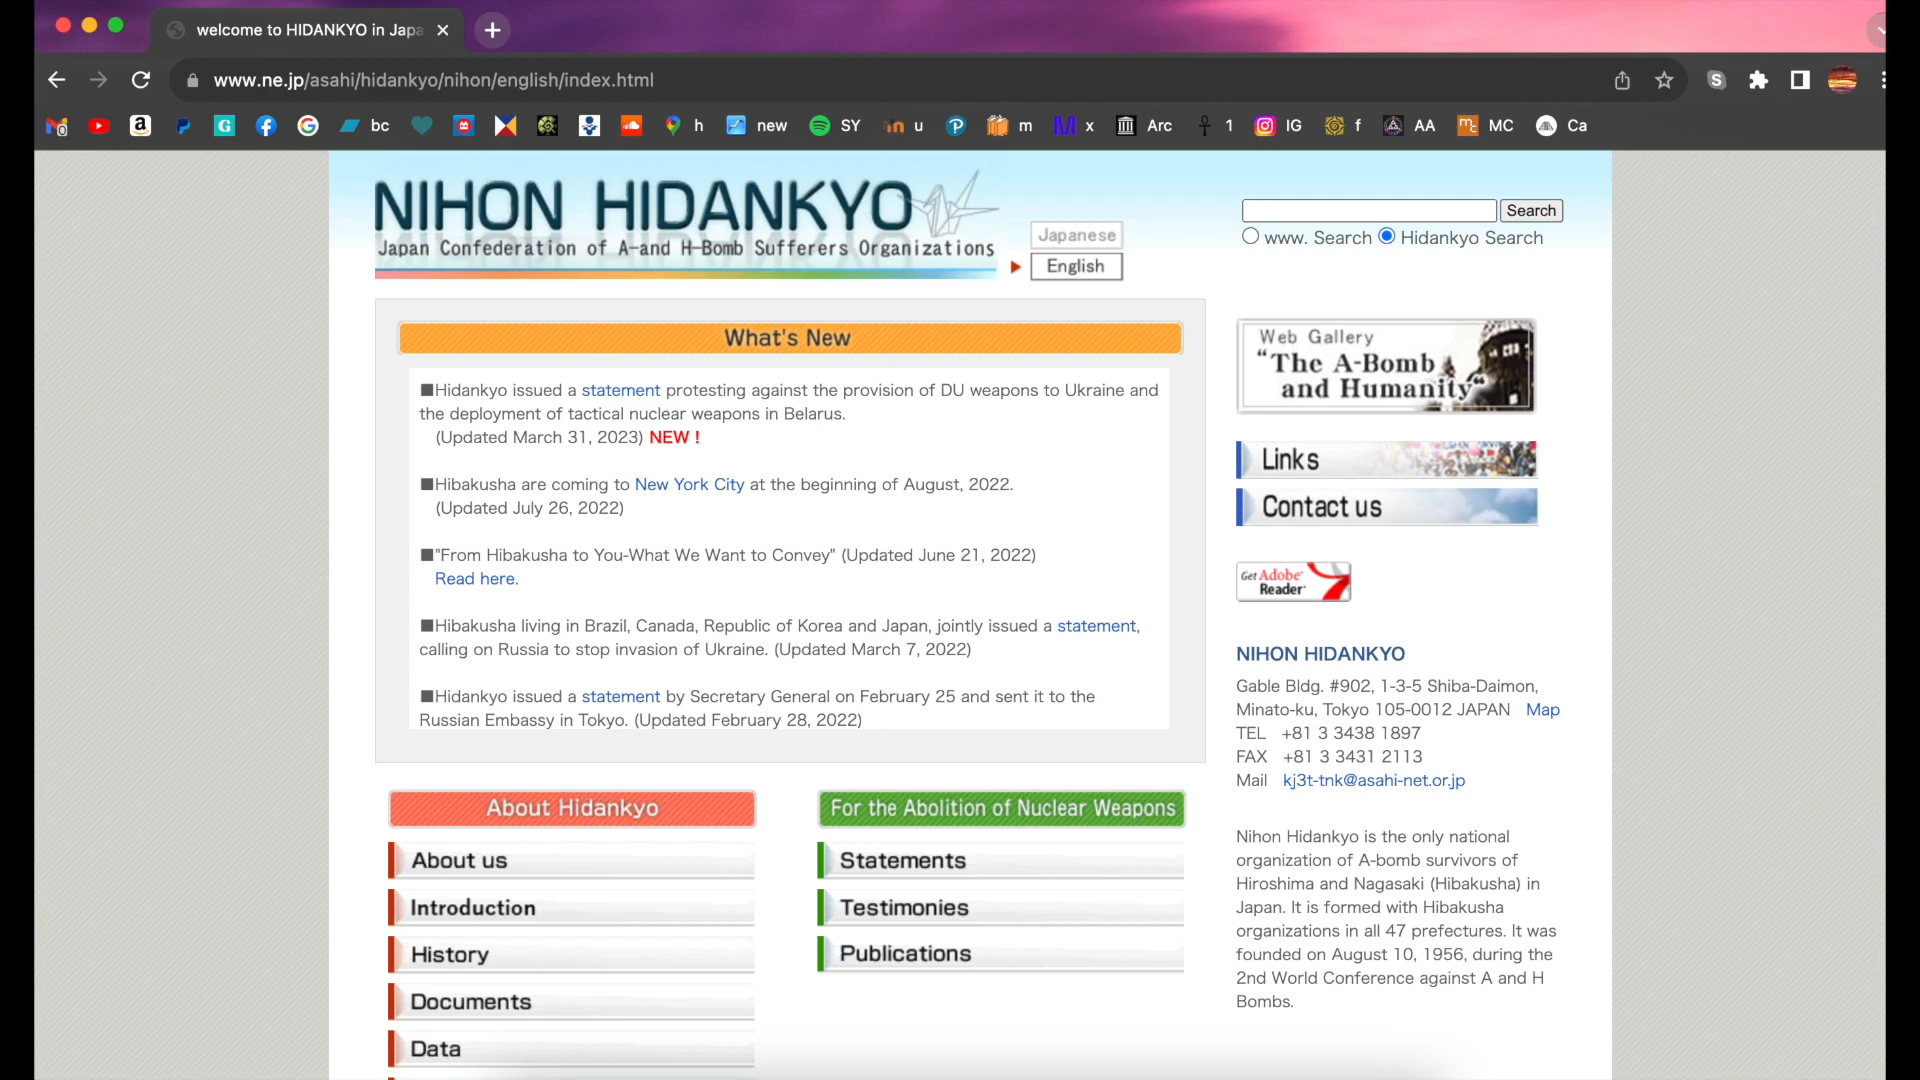 welcome to HIDANKYO in Japa
www.ne.jp/asahi/hidankyo/nihon/english/index.html
bc h new SY u m x Arc 1 IG f AA MC Ca
NIHON HIDANKYO
Japan Confederation of A-and H-Bomb Sufferers Organizations
Japanese
English
Search
www. Search Hidankyo Search
What's New
■Hidankyo issued a statement protesting against the provision of DU weapons to Ukraine and
the deployment of tactical nuclear weapons in Belarus.
(Updated March 31, 2023) NEW !
■Hibakusha are coming to New York City at the beginning of August, 2022.
(Updated July 26, 2022)
■"From Hibakusha to You-What We Want to Convey" (Updated June 21, 2022)
Read here.
■Hibakusha living in Brazil, Canada, Republic of Korea and Japan, jointly issued a statement,
calling on Russia to stop invasion of Ukraine. (Updated March 7, 2022)
■Hidankyo issued a statement by Secretary General on February 25 and sent it to the
Russian Embassy in Tokyo. (Updated February 28, 2022)
About Hidankyo
About us
Introduction
History
Documents
Data
For the Abolition of Nuclear Weapons
Statements
Testimonies
Publications
Web Gallery
"The A-Bomb
and Humanity"
Links
Contact us
Get Adobe
Reader
NIHON HIDANKYO
Gable Bldg. #902, 1-3-5 Shiba-Daimon,
Minato-ku, Tokyo 105-0012 JAPAN Map
TEL +81 3 3438 1897
FAX +81 3 3431 2113
Mail kj3t-tnk@asahi-net.or.jp
Nihon Hidankyo is the only national
organization of A-bomb survivors of
Hiroshima and Nagasaki (Hibakusha) in
Japan. It is formed with Hibakusha
organizations in all 47 prefectures. It was
founded on August 10, 1956, during the
2nd World Conference against A and H
Bombs.